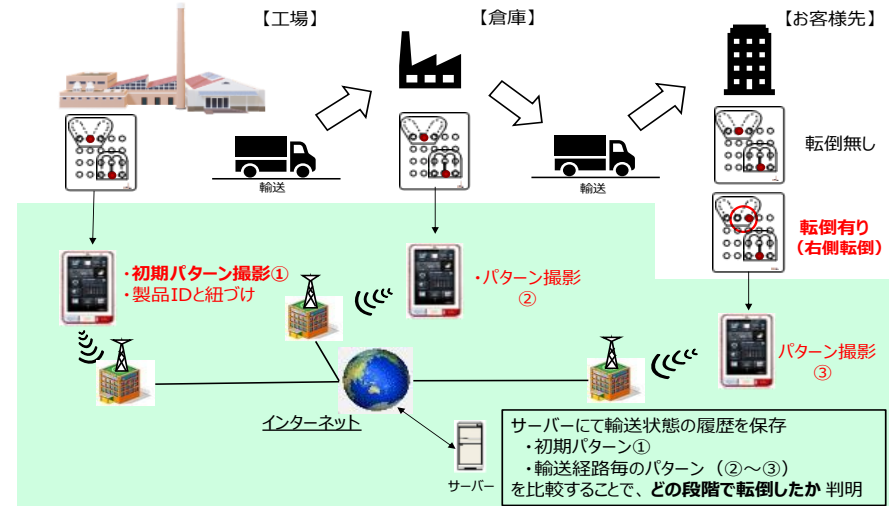 【工場】
【倉庫】
【お客様先】
輸送
輸送
転倒無し
転倒有り
（右側転倒）
・初期パターン撮影①
・製品IDと紐づけ
・パターン撮影
②
パターン撮影
③
インターネット
サーバー
サーバーにて輸送状態の履歴を保存
・初期パターン①
・輸送経路毎のパターン（②～③）
を比較することで、どの段階で転倒したか 判明